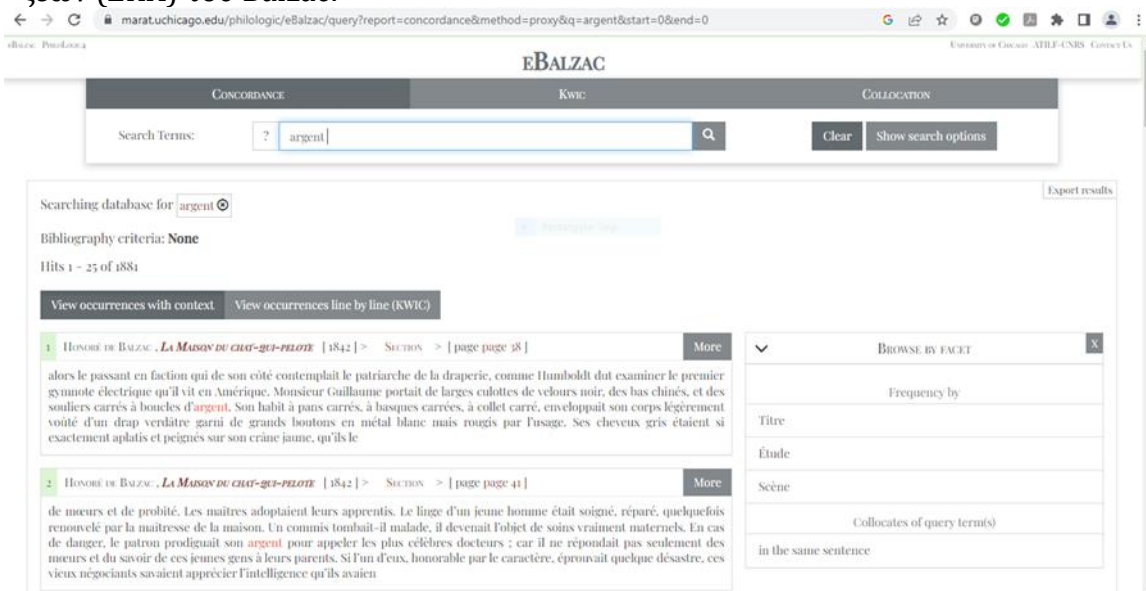 marat.uchicago.edu/philologic/eBalzac/query?report=concordance&method=proxy&q=argent&start=0&end=0
eBalzac PhiloLogic4
University of Chicago ATILF-CNRS Contact Us
EBALZAC
CONCORDANCE KWIC COLLOCATION
Search Terms: ? argent Clear Show search options
Export results
Searching database for argent
Bibliography criteria: None
Hits 1 - 25 of 1881
View occurrences with context View occurrences line by line (KWIC)
1 HONORÉ DE BALZAC , LA MAISON DU CHAT-QUI-PELOTE [1842] > SECTION > [ page page 38 ] More
alors le passant en faction qui de son côté contemplait le patriarche de la draperie, comme Humboldt dut examiner le premier
gymnote électrique qu'il vit en Amérique. Monsieur Guillaume portait de larges culottes de velours noir, des bas chinés, et des
souliers carrés à boucles d'argent. Son habit à pans carrés, à basques carrées, à collet carré, enveloppait son corps légèrement
voûté d'un drap verdâtre garni de grands boutons en métal blanc mais rougis par l'usage. Ses cheveux gris étaient si
exactement aplatis et peignés sur son crâne jaune, qu'ils le
2 HONORÉ DE BALZAC , LA MAISON DU CHAT-QUI-PELOTE [1842] > SECTION > [ page page 41 ] More
de mœurs et de probité. Les maîtres adoptaient leurs apprentis. Le linge d'un jeune homme était soigné, réparé, quelquefois
renouvelé par la maîtresse de la maison. Un commis tombait-il malade, il devenait l'objet de soins vraiment maternels. En cas
de danger, le patron prodiguait son argent pour appeler les plus célèbres docteurs ; car il ne répondait pas seulement des
mœurs et du savoir de ces jeunes gens à leurs parents. Si l'un d'eux, honorable par le caractère, éprouvait quelque désastre, ces
vieux négociants savaient apprécier l'intelligence qu'ils avaien
BROWSE BY FACET X
Frequency by
Titre
Étude
Scène
Collocates of query term(s)
in the same sentence